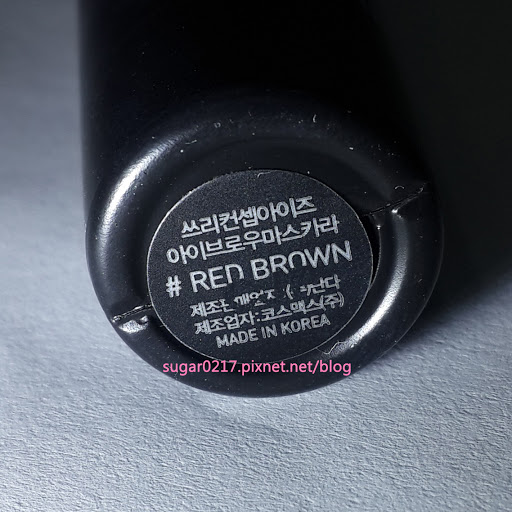 쓰리컨셉아이즈
아이브로우마스카라
# RED BROWN
제조업자:코스맥스(주)
MADE IN KOREA
sugar0217.pixnet.net/blog